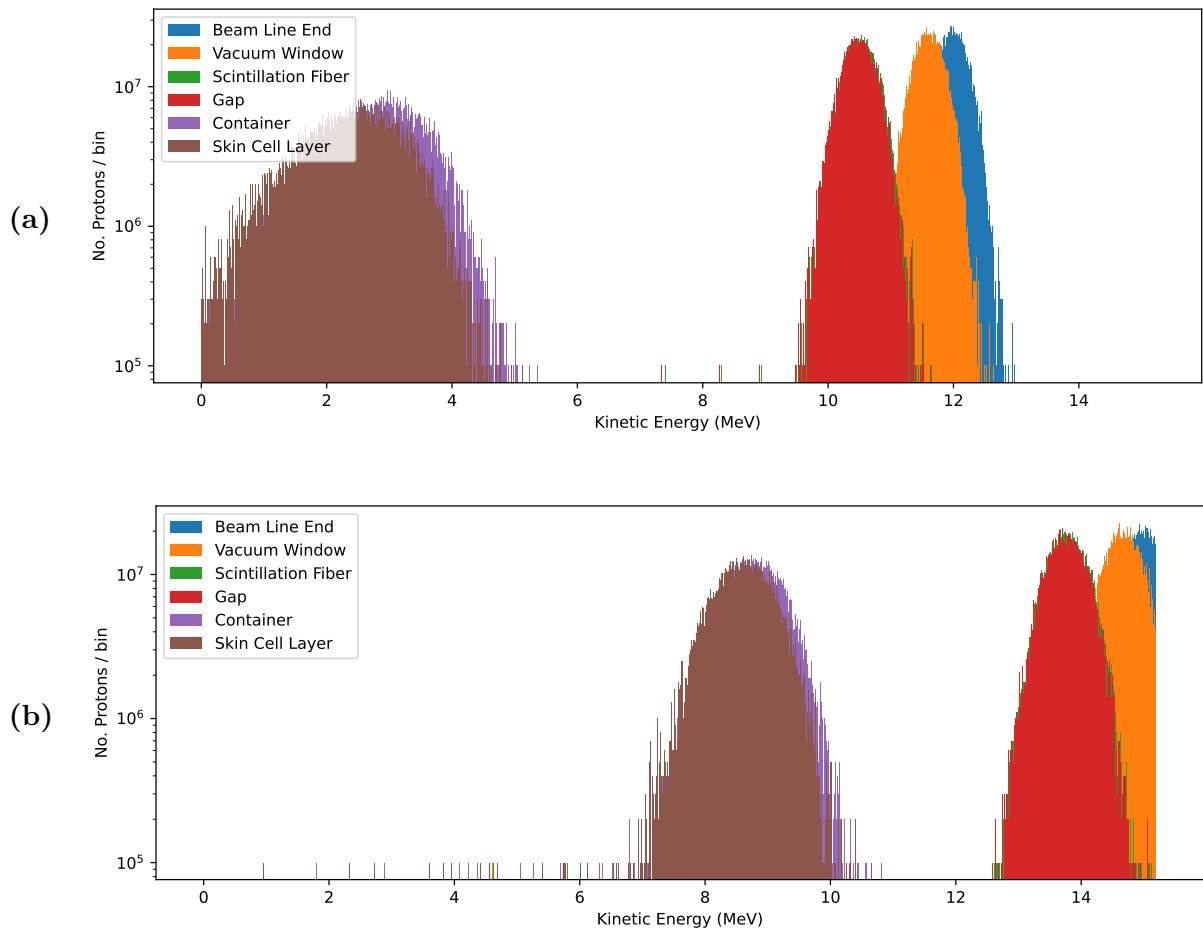 (a)
No. Protons / bin
10^7
10^6
10^5
Beam Line End
Vacuum Window
Scintillation Fiber
Gap
Container
Skin Cell Layer
0 2 4 6 8 10 12 14
Kinetic Energy (MeV)
(b)
No. Protons / bin
10^7
10^6
10^5
Beam Line End
Vacuum Window
Scintillation Fiber
Gap
Container
Skin Cell Layer
0 2 4 6 8 10 12 14
Kinetic Energy (MeV)